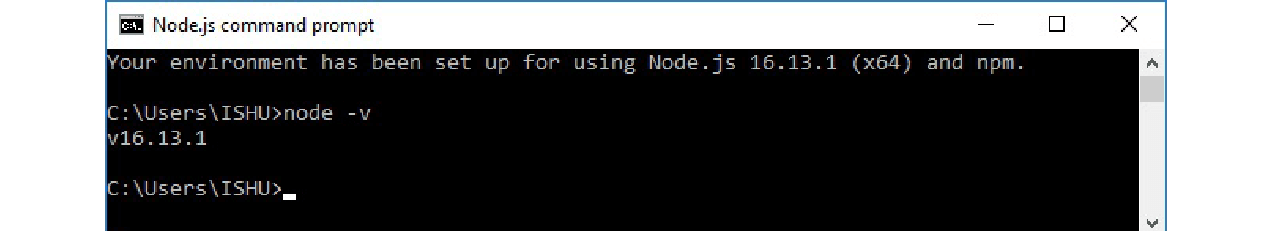 Node.js command prompt
Your environment has been set up for using Node.js 16.13.1 (x64) and npm.
C:\Users\ISHU>node -v
v16.13.1
C:\Users\ISHU>